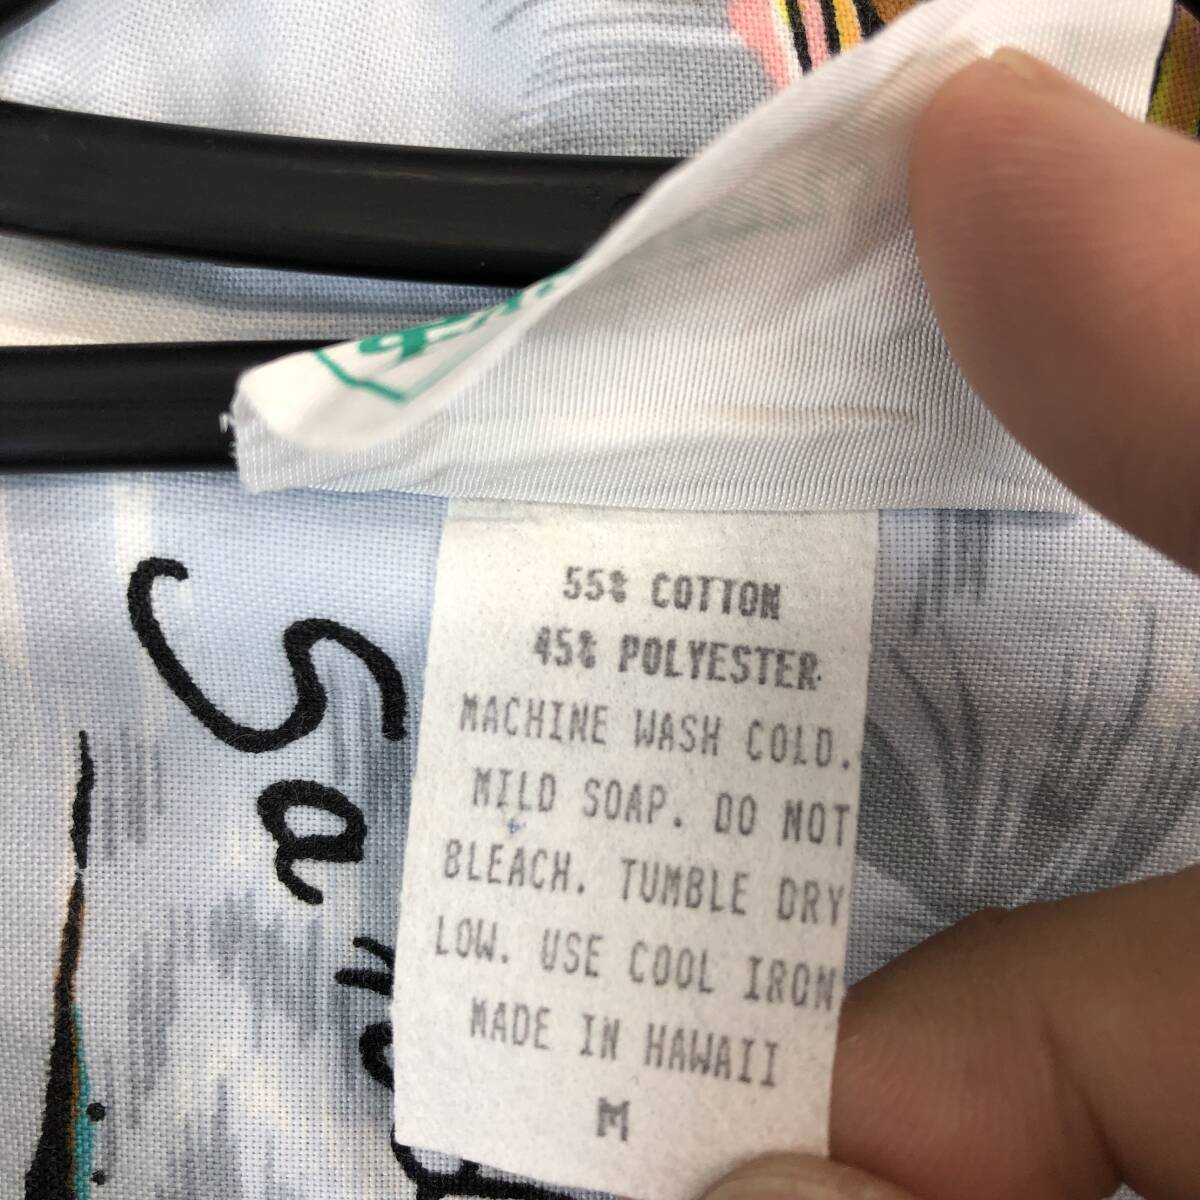 55% COTTON
45% POLYESTER
MACHINE WASH COLD.
MILD SOAP. DO NOT
BLEACH. TUMBLE DRY
LOW. USE COOL IRON
MADE IN HAWAII
M
Sa